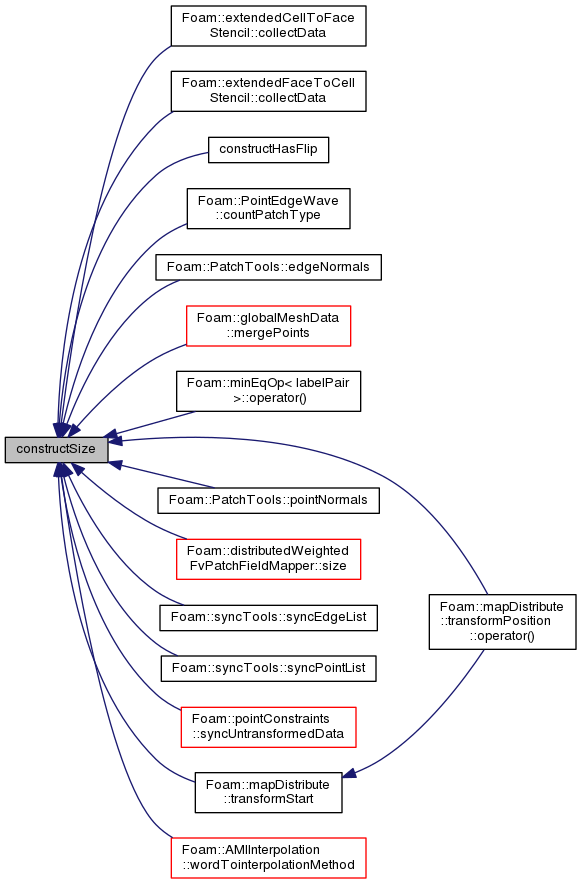 Foam::extendedCellToFace
Stencil::collectData
Foam::extendedFaceToCell
Stencil::collectData
constructHasFlip
Foam::PointEdgeWave
::countPatchType
Foam::PatchTools::edgeNormals
Foam::globalMeshData
::mergePoints
Foam::minEqOp< labelPair
>::operator()
constructSize
Foam::PatchTools::pointNormals
Foam::distributedWeighted
FvPatchFieldMapper::size
Foam::syncTools::syncEdgeList
Foam::mapDistribute
::transformPosition
::operator()
Foam::syncTools::syncPointList
Foam::pointConstraints
::syncUntransformedData
Foam::mapDistribute
::transformStart
Foam::AMIInterpolation
::wordTointerpolationMethod